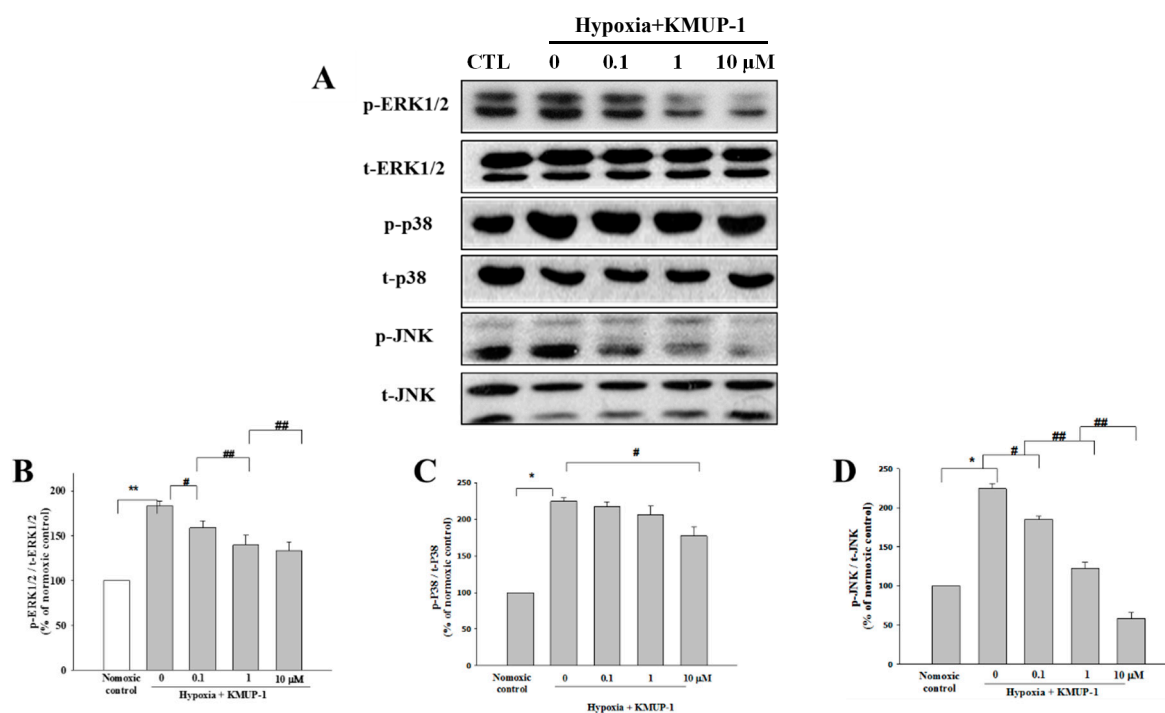 Hypoxia+KMUP-1
CTL 0 0.1 1 10 μM
A
p-ERK1/2
t-ERK1/2
p-p38
t-p38
p-JNK
t-JNK
B
## 
##
#
**
p-ERK1/2 / t-ERK1/2
(% of normoxic control)
200
150
100
50
0
Nomoxic
control
0 0.1 1 10 μM
Hypoxia + KMUP-1
C
#
*
p-P38 / t-P38
(% of normoxic control)
250
200
150
100
50
0
Nomoxic
control
0 0.1 1 10 μM
Hypoxia + KMUP-1
D
##
##
#
*
p-JNK / t-JNK
(% of normoxic control)
250
200
150
100
50
0
Nomoxic
control
0 0.1 1 10 μM
Hypoxia + KMUP-1